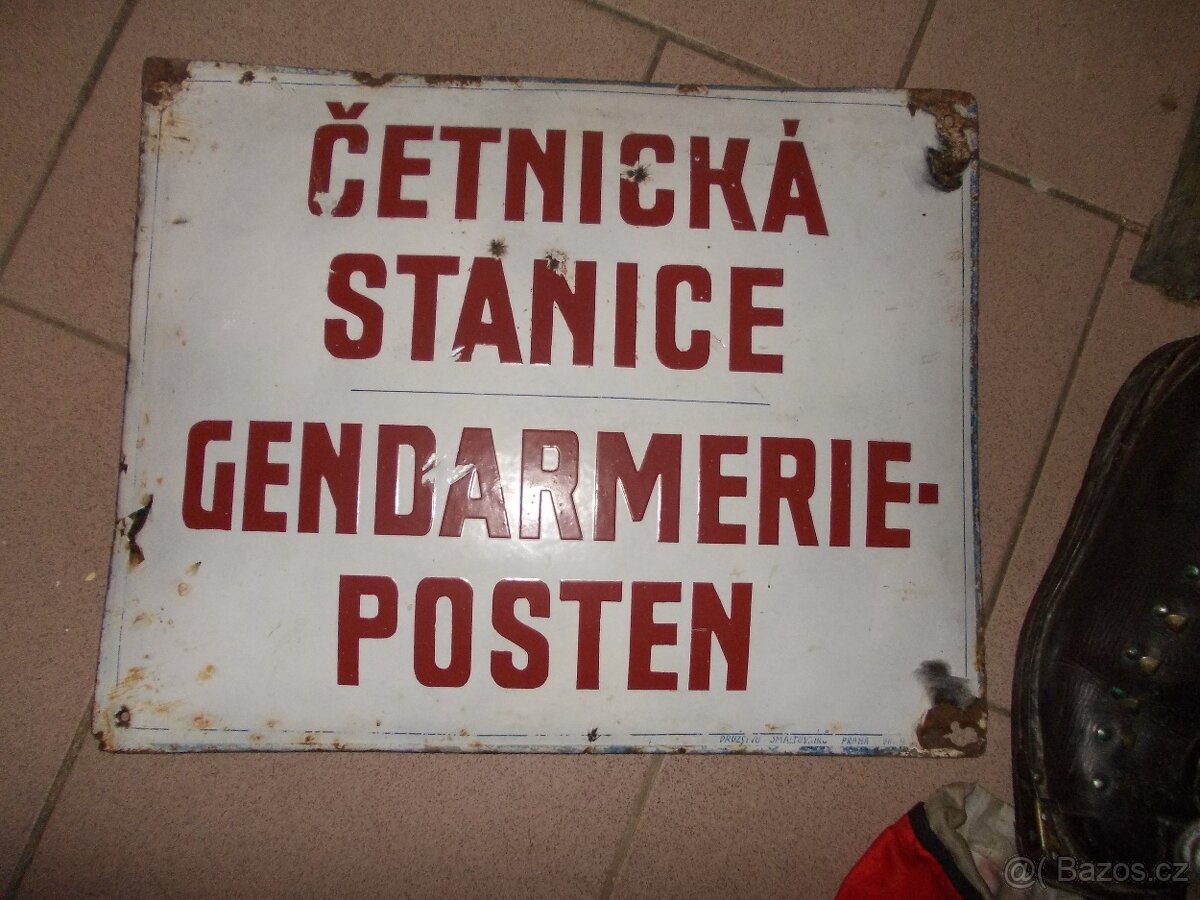 ČETNICKÁ
STANICE
GENDARMERIE-
POSTEN
PRAHA
@( Bazos.cz